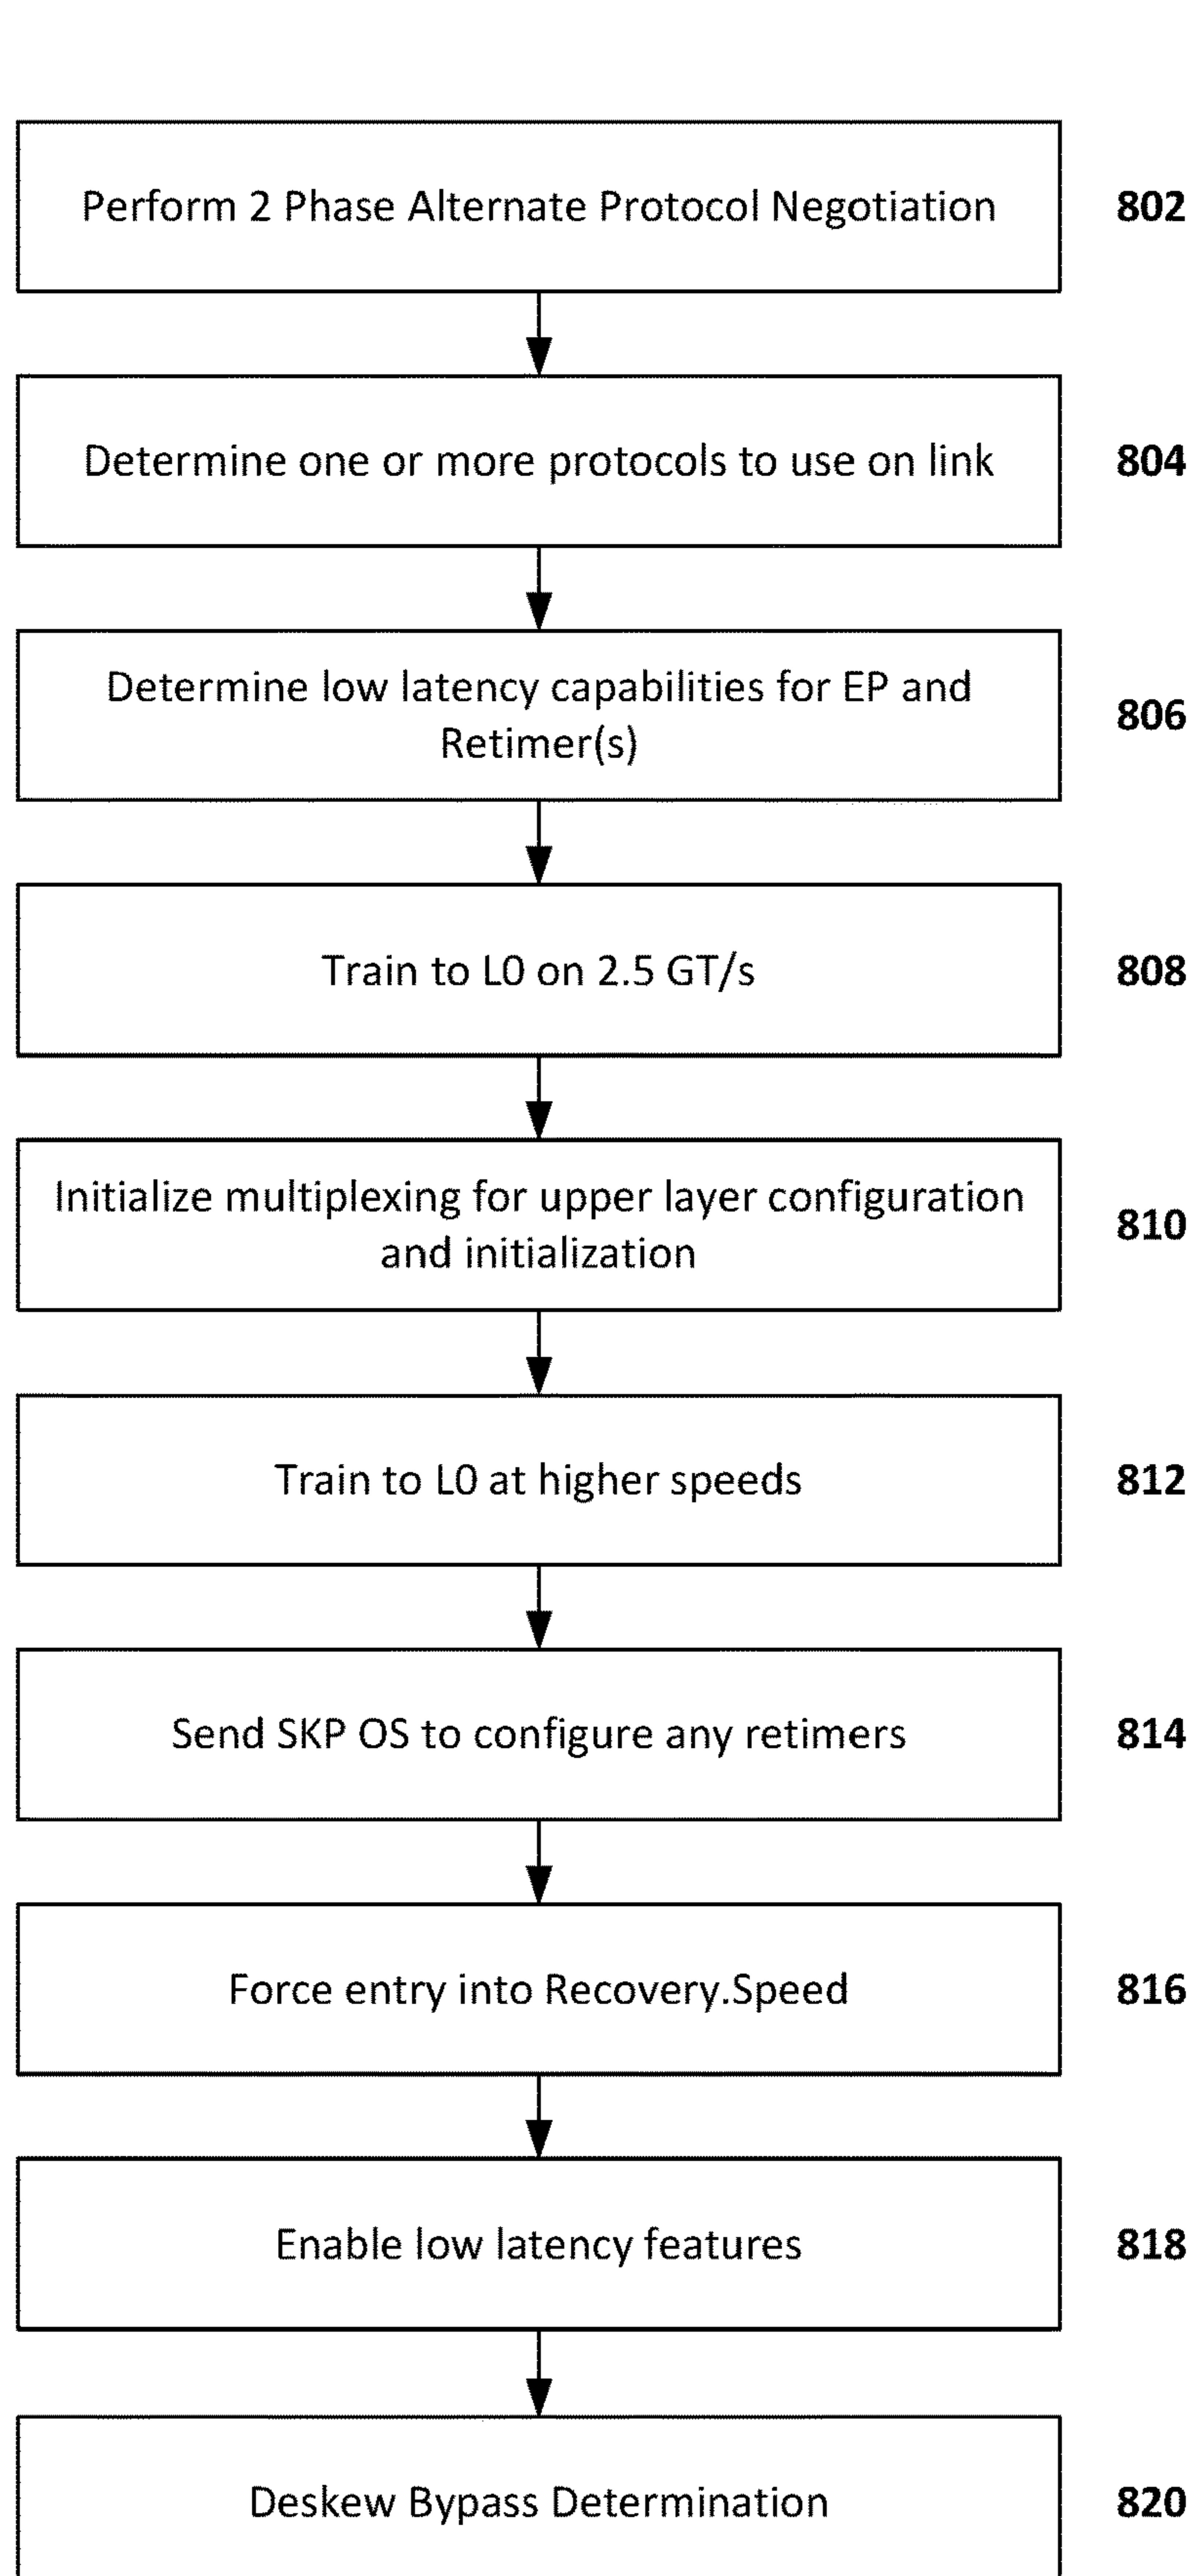 Perform 2 Phase Alternate Protocol Negotiation
802
Determine one or more protocols to use on link
804
Determine low latency capabilities for EP and
Retimer(s)
806
Train to L0 on 2.5 GT/s
808
Initialize multiplexing for upper layer configuration
and initialization
810
Train to L0 at higher speeds
812
Send SKP OS to configure any retimers
814
Force entry into Recovery.Speed
816
Enable low latency features
818
Deskew Bypass Determination
820